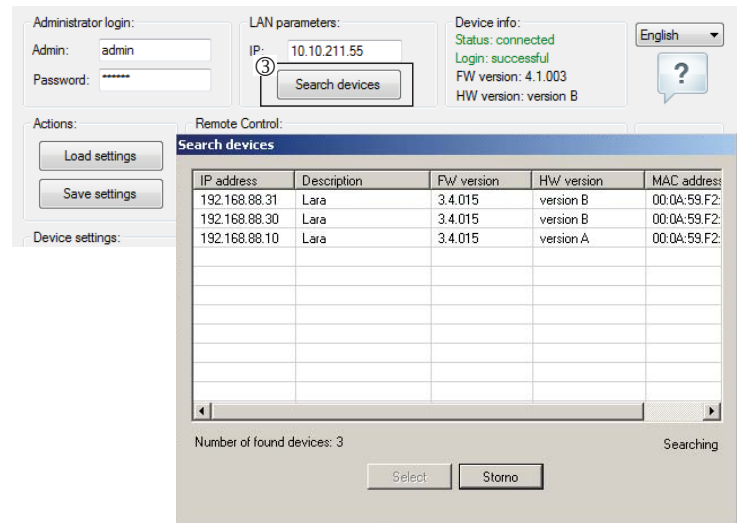 Administrator login:
Admin: admin
Password: ******
LAN parameters:
IP: 10.10.211.55
③
Search devices
Device info:
Status: connected
Login: successful
FW version: 4.1.003
HW version: version B
English
?
Actions:
Load settings
Save settings
Device settings:
Remote Control:
Search devices
IP address Description FW version HW version MAC address
192.168.88.31 Lara 3.4.015 version B 00:0A:59:F2:
192.168.88.30 Lara 3.4.015 version B 00:0A:59:F2:
192.168.88.10 Lara 3.4.015 version A 00:0A:59:F2:
Number of found devices: 3
Searching
Select Storno